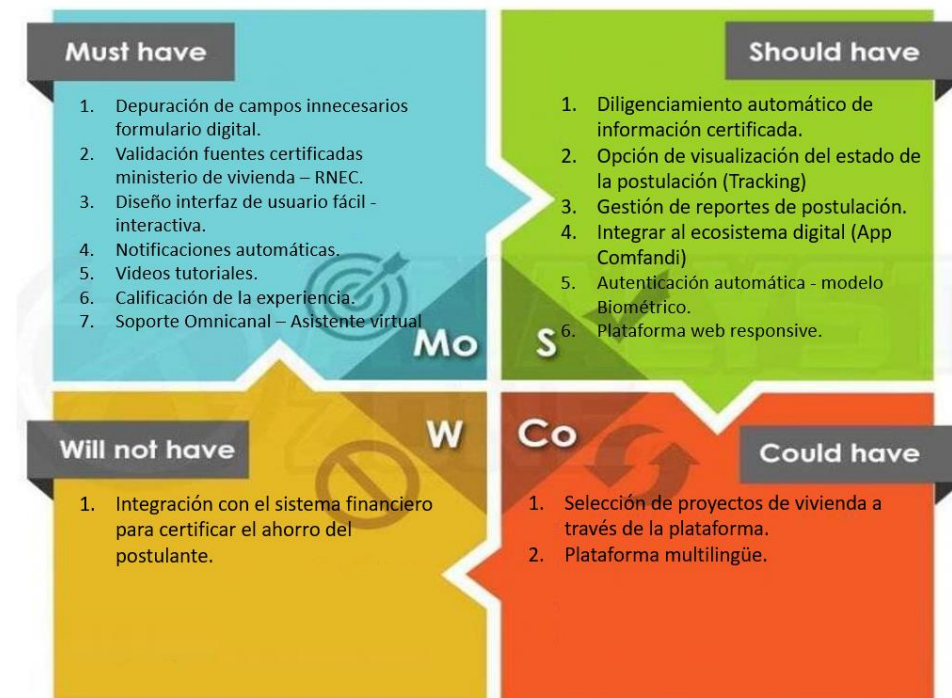 Must have
1. Depuración de campos innecesarios
formulario digital.
2. Validación fuentes certificadas
ministerio de vivienda – RNEC.
3. Diseño interfaz de usuario fácil -
interactiva.
4. Notificaciones automáticas.
5. Videos tutoriales.
6. Calificación de la experiencia.
7. Soporte Omnicanal – Asistente virtual
Mo
Should have
1. Diligenciamiento automático de
información certificada.
2. Opción de visualización del estado de
la postulación (Tracking)
3. Gestión de reportes de postulación.
4. Integrar al ecosistema digital (App
Comfandi)
5. Autenticación automática - modelo
Biométrico.
6. Plataforma web responsive.
S
Will not have
W
1. Integración con el sistema financiero
para certificar el ahorro del
postulante.
Co
Could have
1. Selección de proyectos de vivienda a
través de la plataforma.
2. Plataforma multilingüe.